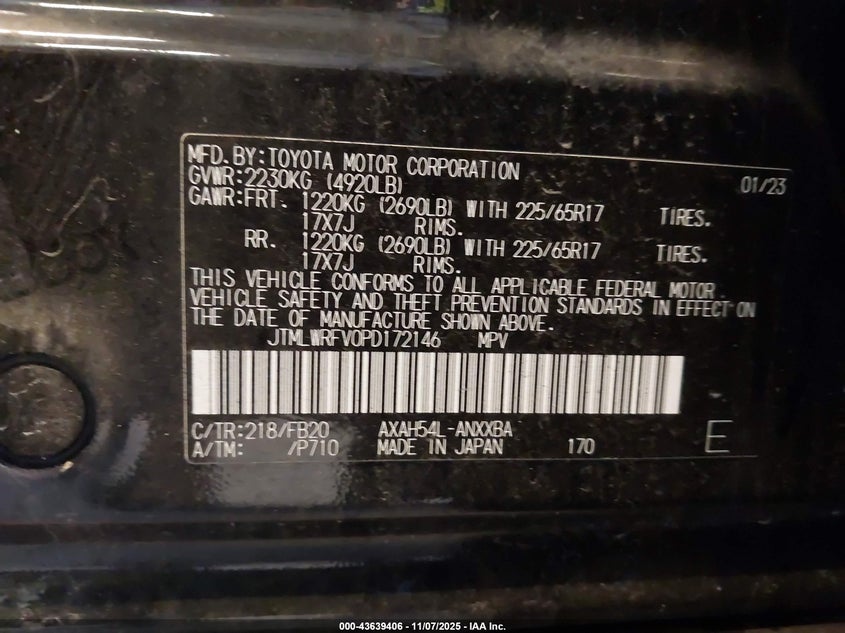 MFD. BY: TOYOTA MOTOR CORPORATION 01/23
GVWR: 2230KG (4920LB)
GAWR: FRT. 1220KG (2690LB) WITH 225/65R17 TIRES.
17X7J RIMS.
RR. 1220KG (2690LB) WITH 225/65R17 TIRES.
17X7J RIMS.
THIS VEHICLE CONFORMS TO ALL APPLICABLE FEDERAL MOTOR
VEHICLE SAFETY AND THEFT PREVENTION STANDARDS IN EFFECT ON
THE DATE OF MANUFACTURE SHOWN ABOVE.
JTMLWRFV0PD172146 MPV
C/TR: 218/FB20 AXAH54L-ANXXBA E
A/TM: /P710 MADE IN JAPAN 170
000-43639406 - 11/07/2025 - IAA Inc.